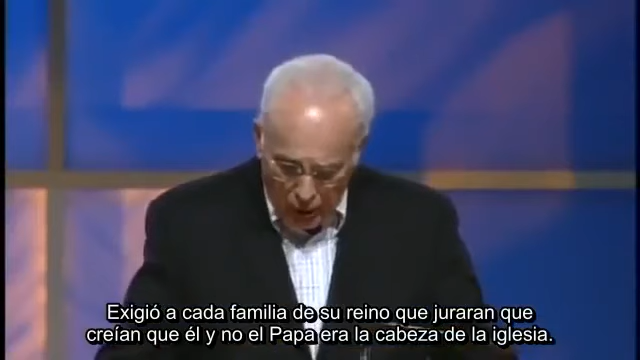 Exigió a cada familia de su reino que juraran que
creían que él y no el Papa era la cabeza de la iglesia.